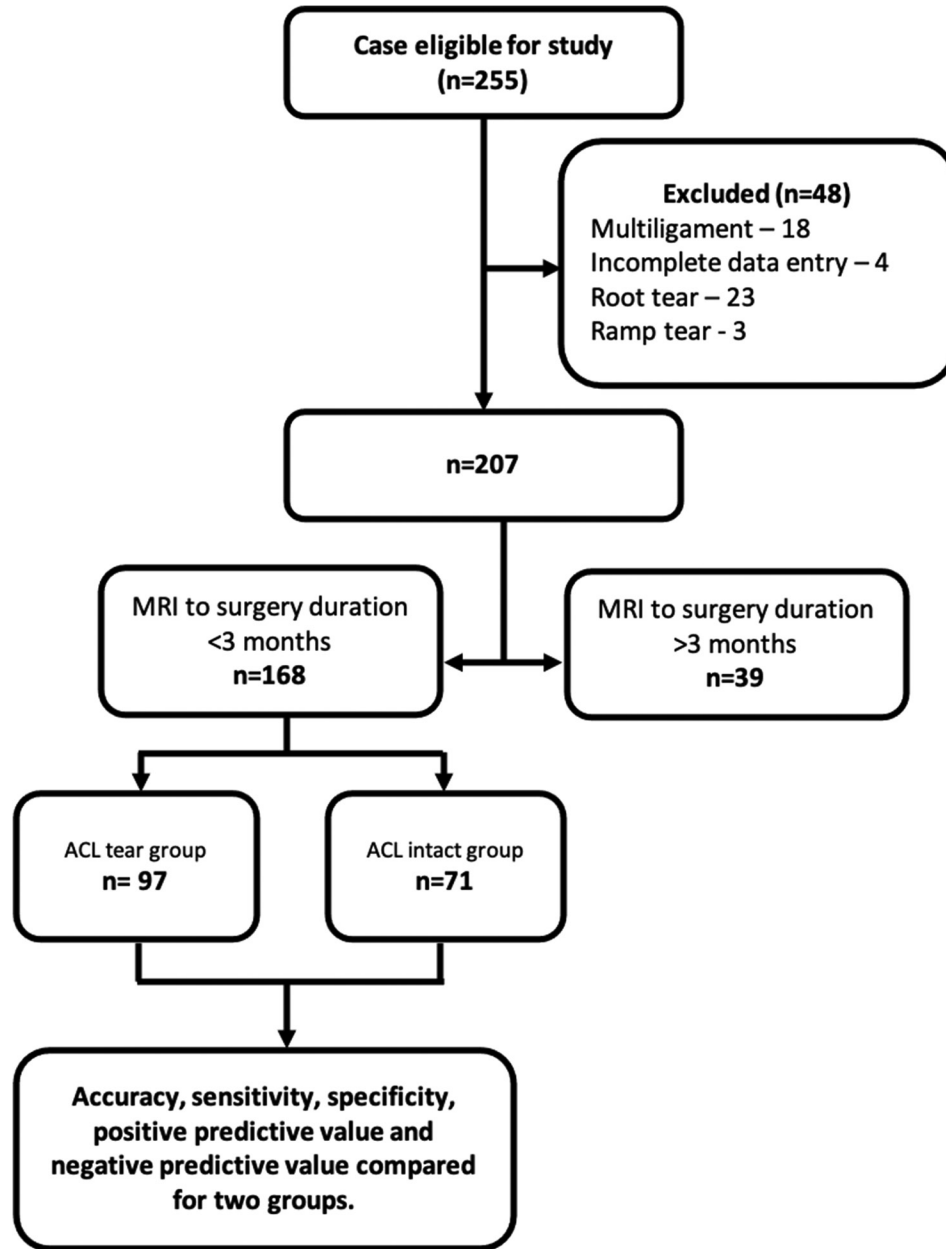 Case eligible for study
(n=255)
Excluded (n=48)
Multiligament – 18
Incomplete data entry – 4
Root tear – 23
Ramp tear - 3
n=207
MRI to surgery duration
<3 months
n=168
MRI to surgery duration
>3 months
n=39
ACL tear group
n= 97
ACL intact group
n=71
Accuracy, sensitivity, specificity,
positive predictive value and
negative predictive value compared
for two groups.